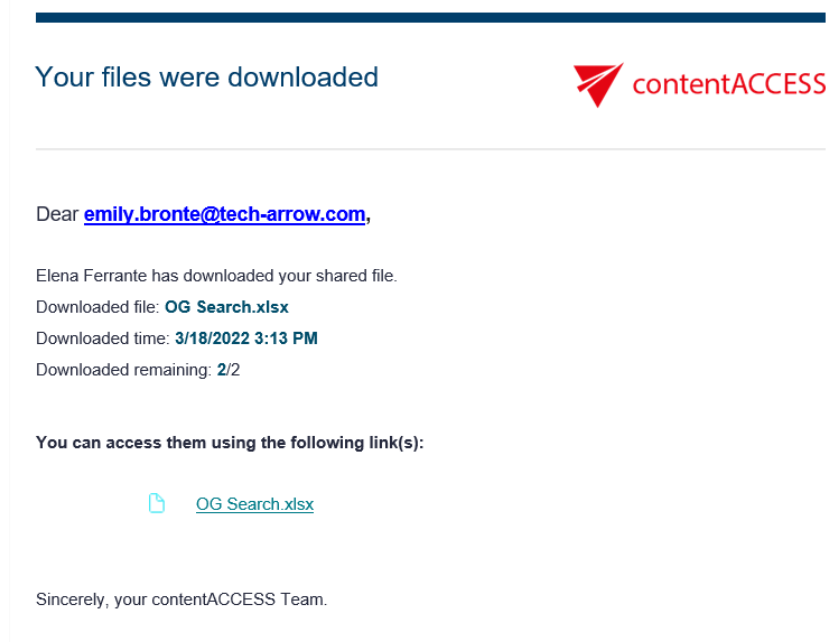 Your files were downloaded
contentACCESS
Dear emily.bronte@tech-arrow.com,
Elena Ferrante has downloaded your shared file.
Downloaded file: OG Search.xlsx
Downloaded time: 3/18/2022 3:13 PM
Downloaded remaining: 2/2
You can access them using the following link(s):
OG Search.xlsx
Sincerely, your contentACCESS Team.